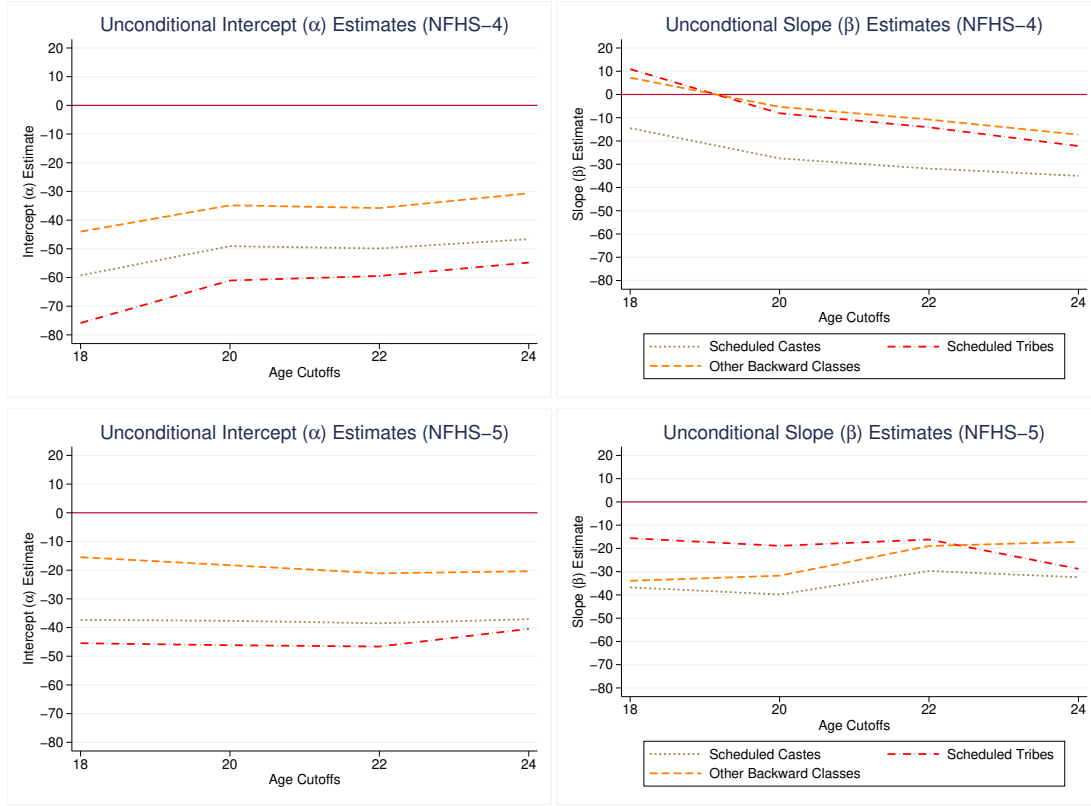 Unconditional Intercept (α) Estimates (NFHS−4)
20
10
0
−10
−20
−30
−40
−50
−60
−70
−80
Intercept (α) Estimate
18 20 22 24
Age Cutoffs
Uncondtional Slope (β) Estimates (NFHS−4)
20
10
0
−10
−20
−30
−40
−50
−60
−70
−80
Slope (β) Estimate
18 20 22 24
Age Cutoffs
Scheduled Castes Scheduled Tribes
Other Backward Classes
Unconditional Intercept (α) Estimates (NFHS−5)
20
10
0
−10
−20
−30
−40
−50
−60
−70
−80
Intercept (α) Estimate
18 20 22 24
Age Cutoffs
Unconditional Slope (β) Estimates (NFHS−5)
20
10
0
−10
−20
−30
−40
−50
−60
−70
−80
Slope (β) Estimate
18 20 22 24
Age Cutoffs
Scheduled Castes Scheduled Tribes
Other Backward Classes